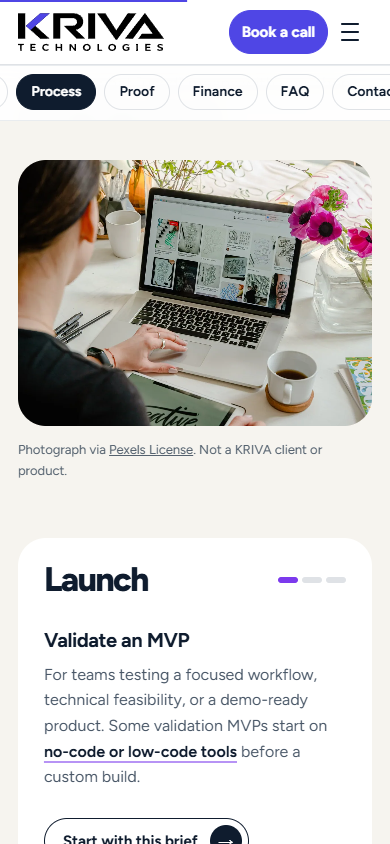 KRIVA
TECHNOLOGIES
Book a call
Process
Proof
Finance
FAQ
Contac
creative
Photograph via Pexels License. Not a KRIVA client or
product.
Launch
Validate an MVP
For teams testing a focused workflow,
technical feasibility, or a demo-ready
product. Some validation MVPs start on
no-code or low-code tools before a
custom build.
Start with this brief →